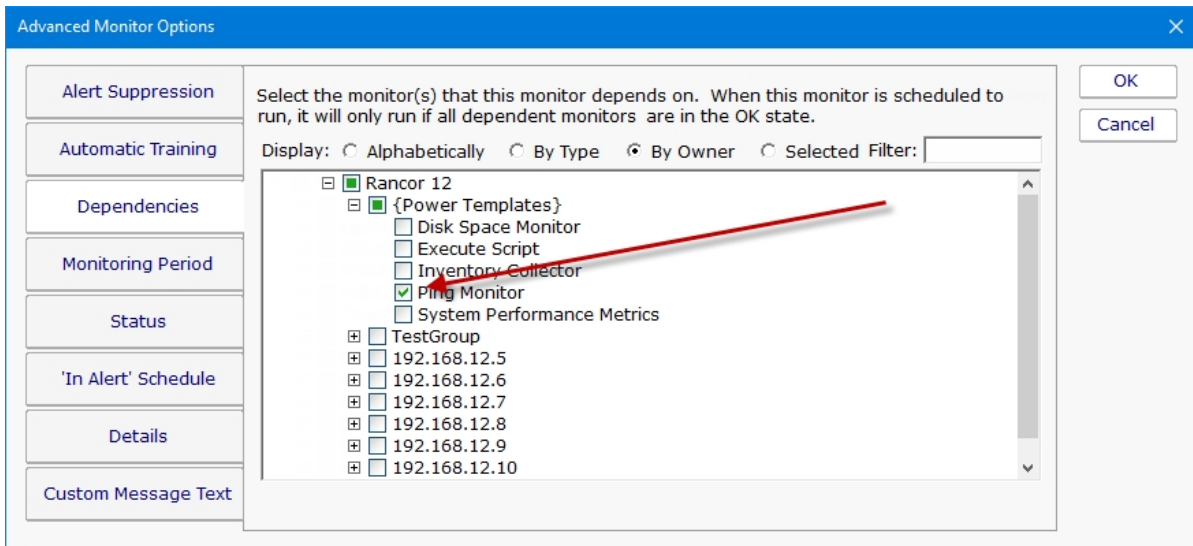 Advanced Monitor Options
Alert Suppression
Automatic Training
Dependencies
Monitoring Period
Status
'In Alert' Schedule
Details
Custom Message Text
Select the monitor(s) that this monitor depends on. When this monitor is scheduled to
run, it will only run if all dependent monitors are in the OK state.
Display: Alphabetically By Type By Owner Selected Filter:
Rancor 12
{Power Templates}
Disk Space Monitor
Execute Script
Inventory Collector
Ping Monitor
System Performance Metrics
TestGroup
192.168.12.5
192.168.12.6
192.168.12.7
192.168.12.8
192.168.12.9
192.168.12.10
OK
Cancel